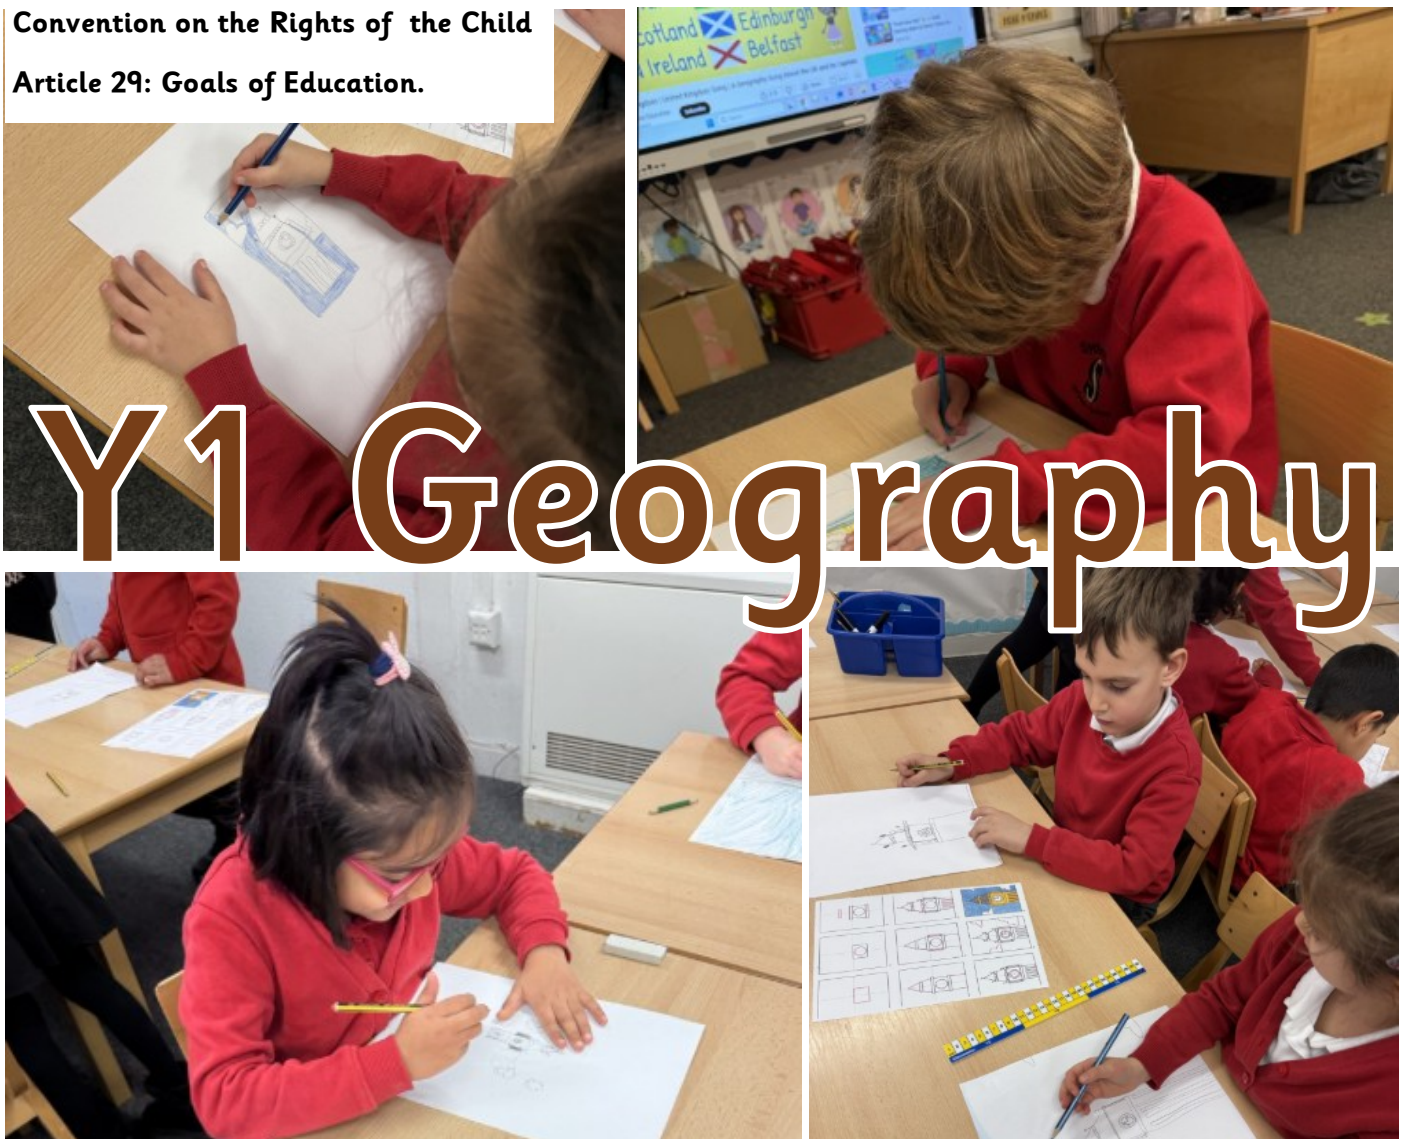 Convention on the Rights of  the Child
Article 29: Goals of Education.
cotland Edinburgh
Ireland Belfast
Y1 Geography